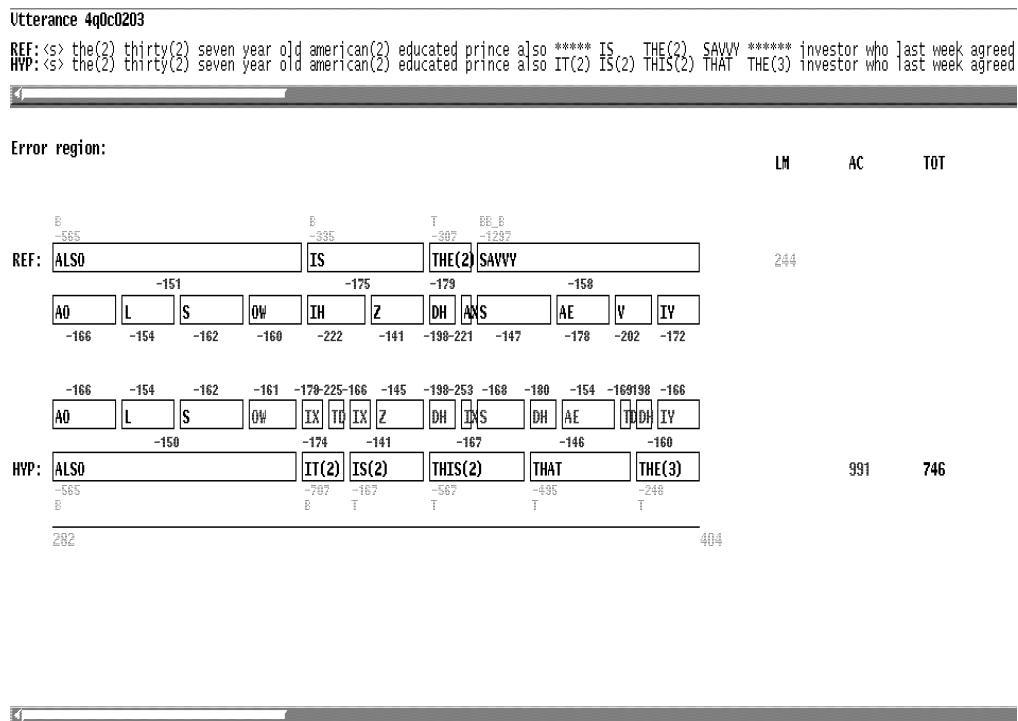 Utterance 4q0c0203
REF: <s> the(2) thirty(2) seven year old american(2) educated prince also ***** IS THE(2) SAVVY ****** investor who last week agreed
HYP: <s> the(2) thirty(2) seven year old american(2) educated prince also IT(2) IS(2) THIS(2) THAT THE(3) investor who last week agreed
Error region:
LM AC TOT
B B T BB_B
-565 -335 -307 -1297
REF: ALSO IS THE(2) SAVVY 244
-151 -175 -179 -158
AO L S OW IH Z DH AX S AE V IY
-166 -154 -162 -160 -222 -141 -198 -221 -147 -178 -202 -172
-166 -154 -162 -161 -179 -225 -166 -145 -198 -253 -168 -180 -154 -169 198 -166
AO L S OW IX TD IX Z DH IX S DH AE TD DH IY
-150 -174 -141 -167 -146 -160
HYP: ALSO IT(2) IS(2) THIS(2) THAT THE(3) 991 746
-565 -707 -167 -567 -495 -248
B B T T T T
282 404